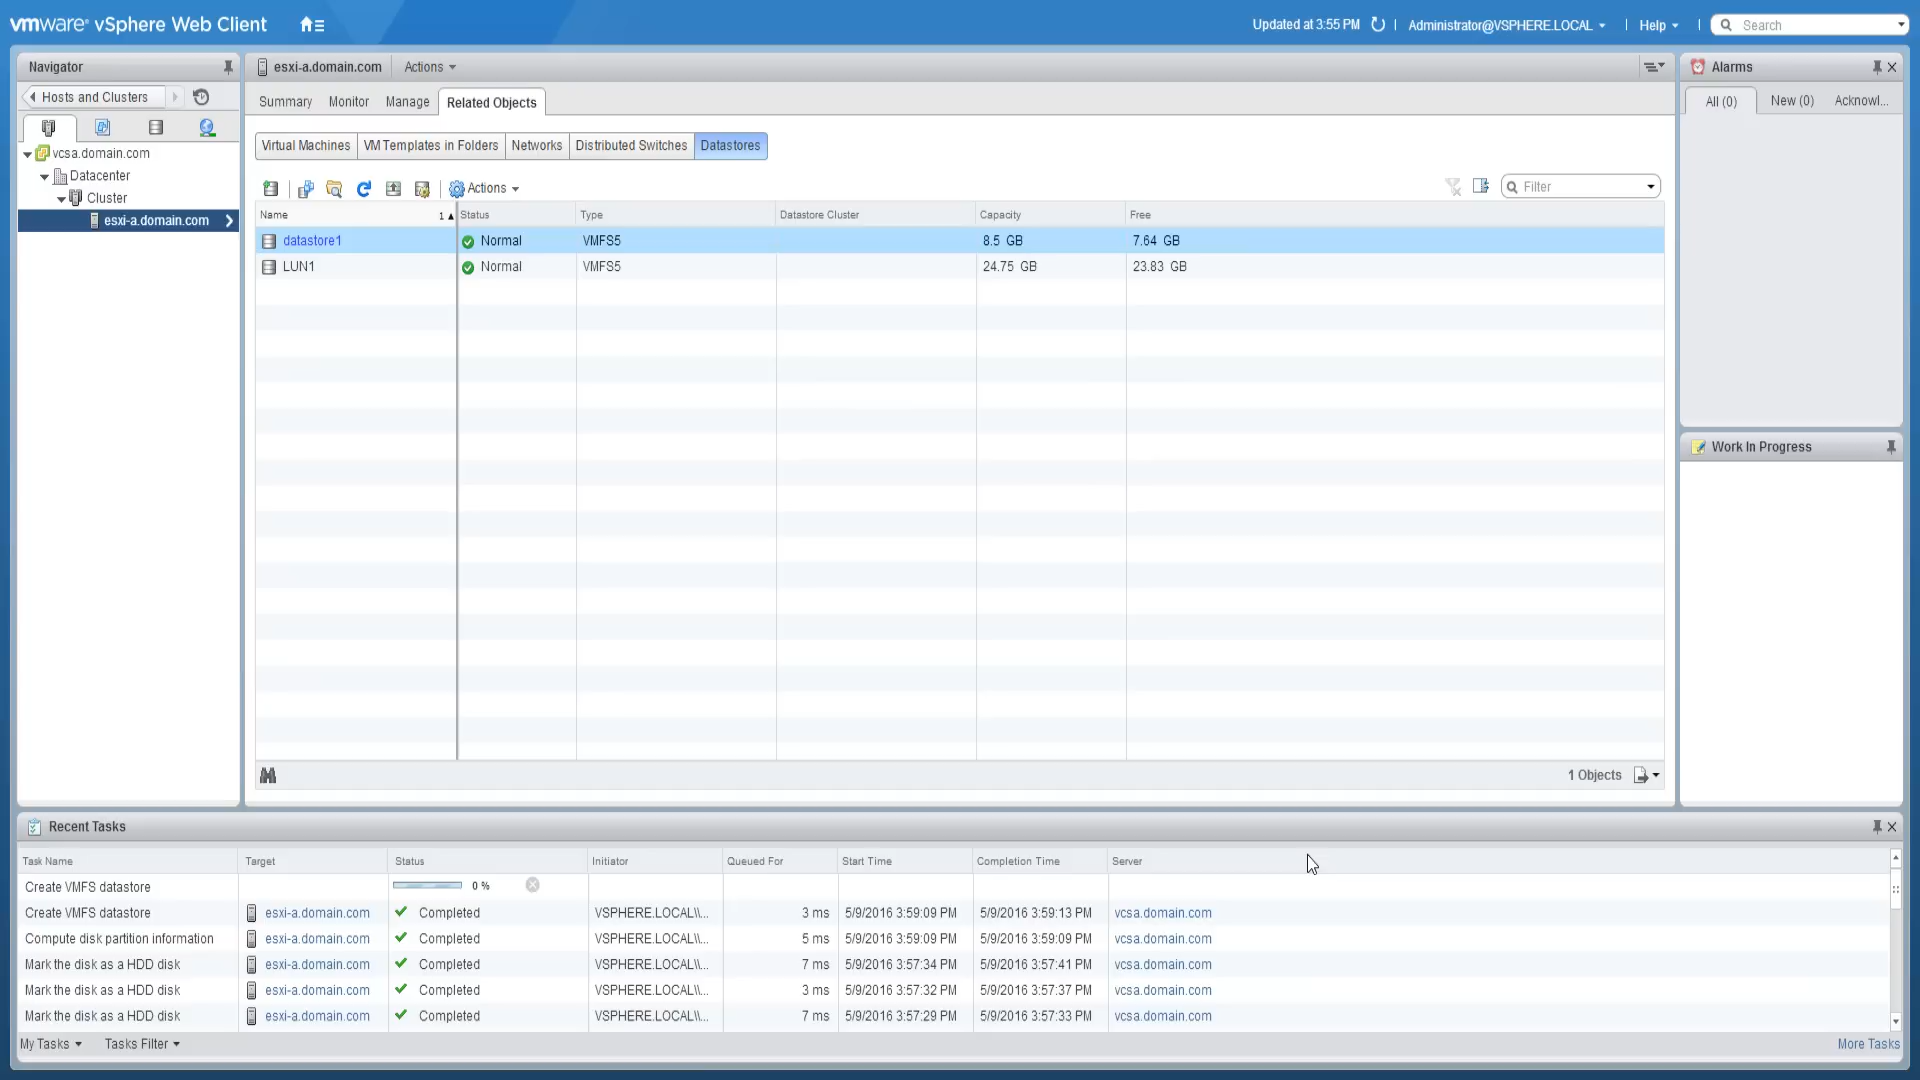 vmware® vSphere Web Client
Updated at 3:55 PM
Administrator@VSPHERE.LOCAL
Help
Search
Navigator
Hosts and Clusters
vcsa.domain.com
Datacenter
Cluster
esxi-a.domain.com
esxi-a.domain.com Actions
Summary Monitor Manage Related Objects
Virtual Machines VM Templates in Folders Networks Distributed Switches Datastores
Actions
Filter
Name 1 Status Type Datastore Cluster Capacity Free
datastore1 Normal VMFS5 8.5 GB 7.64 GB
LUN1 Normal VMFS5 24.75 GB 23.83 GB
1 Objects
Alarms
All (0) New (0) Acknowl...
Work In Progress
Recent Tasks
Task Name Target Status Initiator Queued For Start Time Completion Time Server
Create VMFS datastore 0 %
Create VMFS datastore esxi-a.domain.com Completed VSPHERE.LOCAL\\... 3 ms 5/9/2016 3:59:09 PM 5/9/2016 3:59:13 PM vcsa.domain.com
Compute disk partition information esxi-a.domain.com Completed VSPHERE.LOCAL\\... 5 ms 5/9/2016 3:59:09 PM 5/9/2016 3:59:09 PM vcsa.domain.com
Mark the disk as a HDD disk esxi-a.domain.com Completed VSPHERE.LOCAL\\... 7 ms 5/9/2016 3:57:34 PM 5/9/2016 3:57:41 PM vcsa.domain.com
Mark the disk as a HDD disk esxi-a.domain.com Completed VSPHERE.LOCAL\\... 3 ms 5/9/2016 3:57:32 PM 5/9/2016 3:57:37 PM vcsa.domain.com
Mark the disk as a HDD disk esxi-a.domain.com Completed VSPHERE.LOCAL\\... 7 ms 5/9/2016 3:57:29 PM 5/9/2016 3:57:33 PM vcsa.domain.com
My Tasks Tasks Filter More Tasks